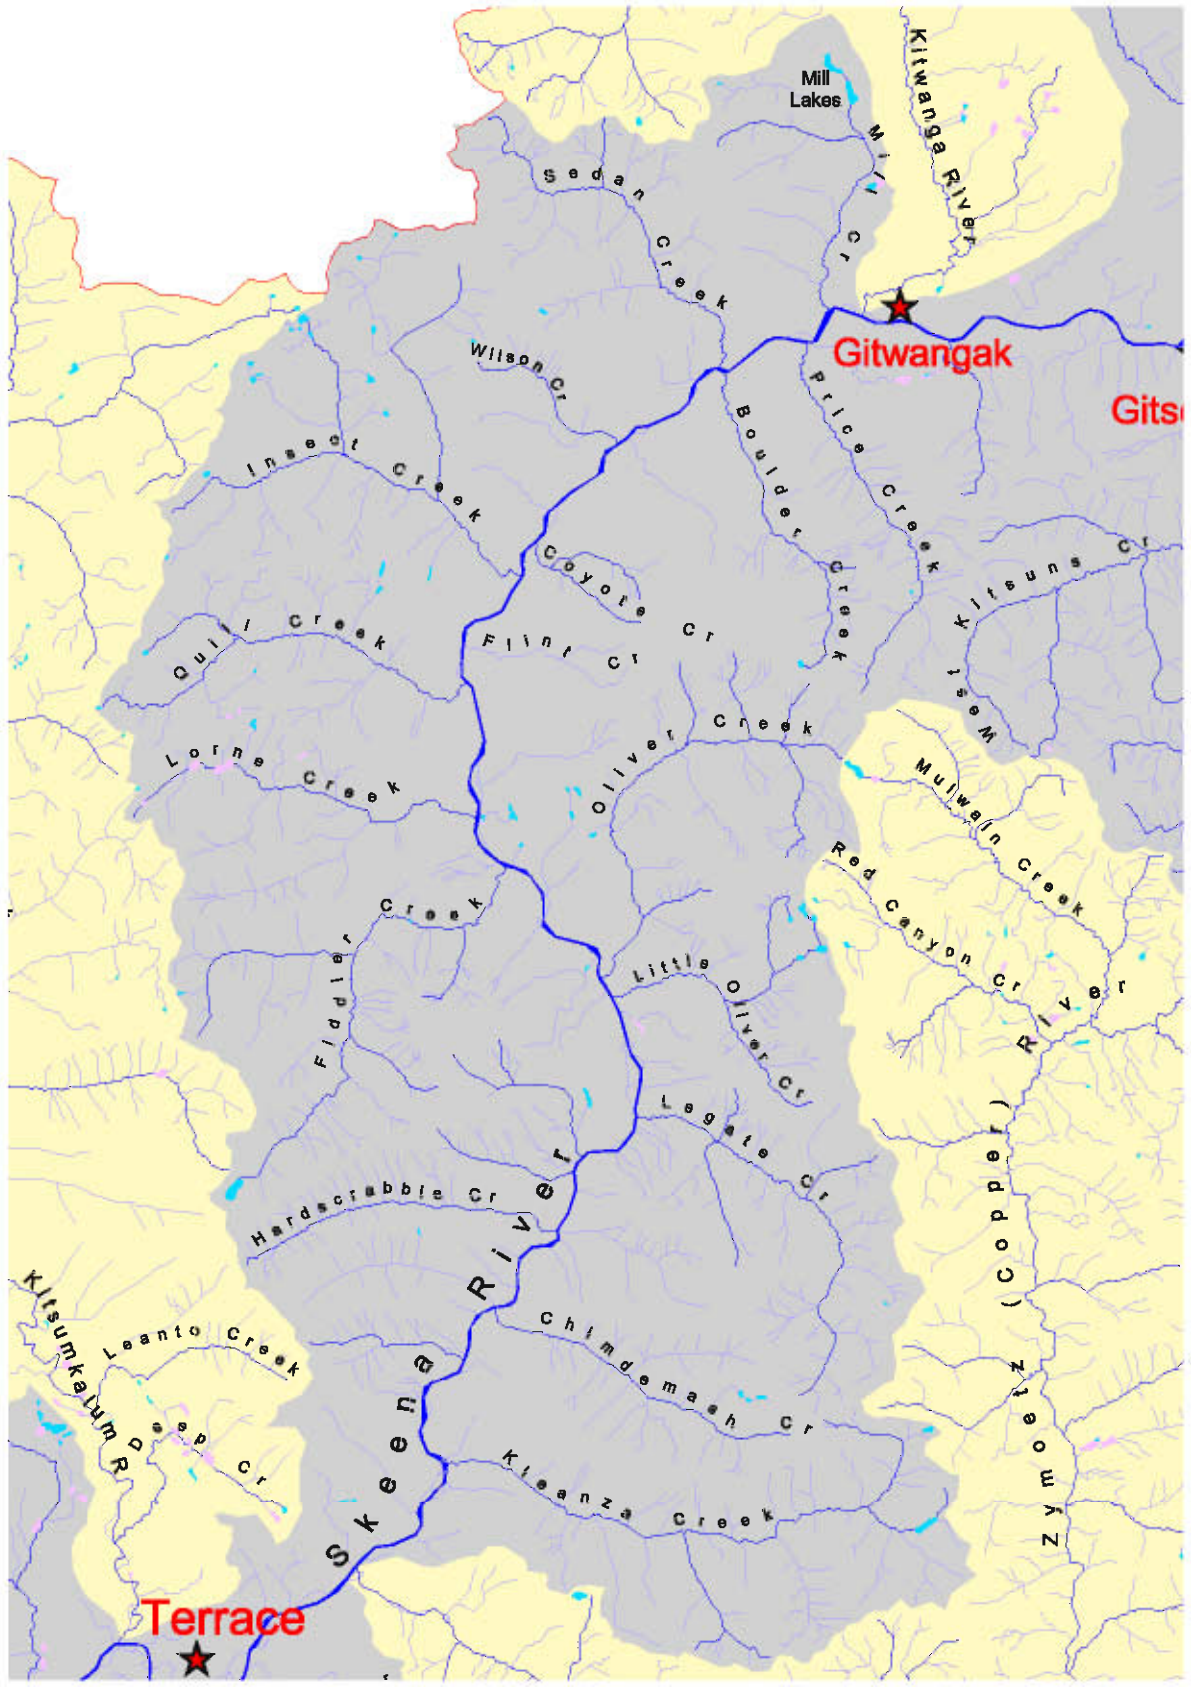 Mill
Lakes
Kitwanga River
Mill Cr
Sedan Creek
Gitwangak
Wilson Cr
Gits
Boulder Creek
Price Creek
Insect Creek
Coyote Cr
Flint Cr
West Kitsuns Cr
Quill Creek
Oliver Creek
Lorne Creek
Mulwain Creek
Red Canyon Cr
Fiddler Creek
Little Oliver Cr
Legate Cr
Hardscrabble Cr
Zymoetz (Copper) River
Skeena River
Kitsumkalum R
Leanto Creek
Chimdemash Cr
Deep Cr
Kleanza Creek
Terrace